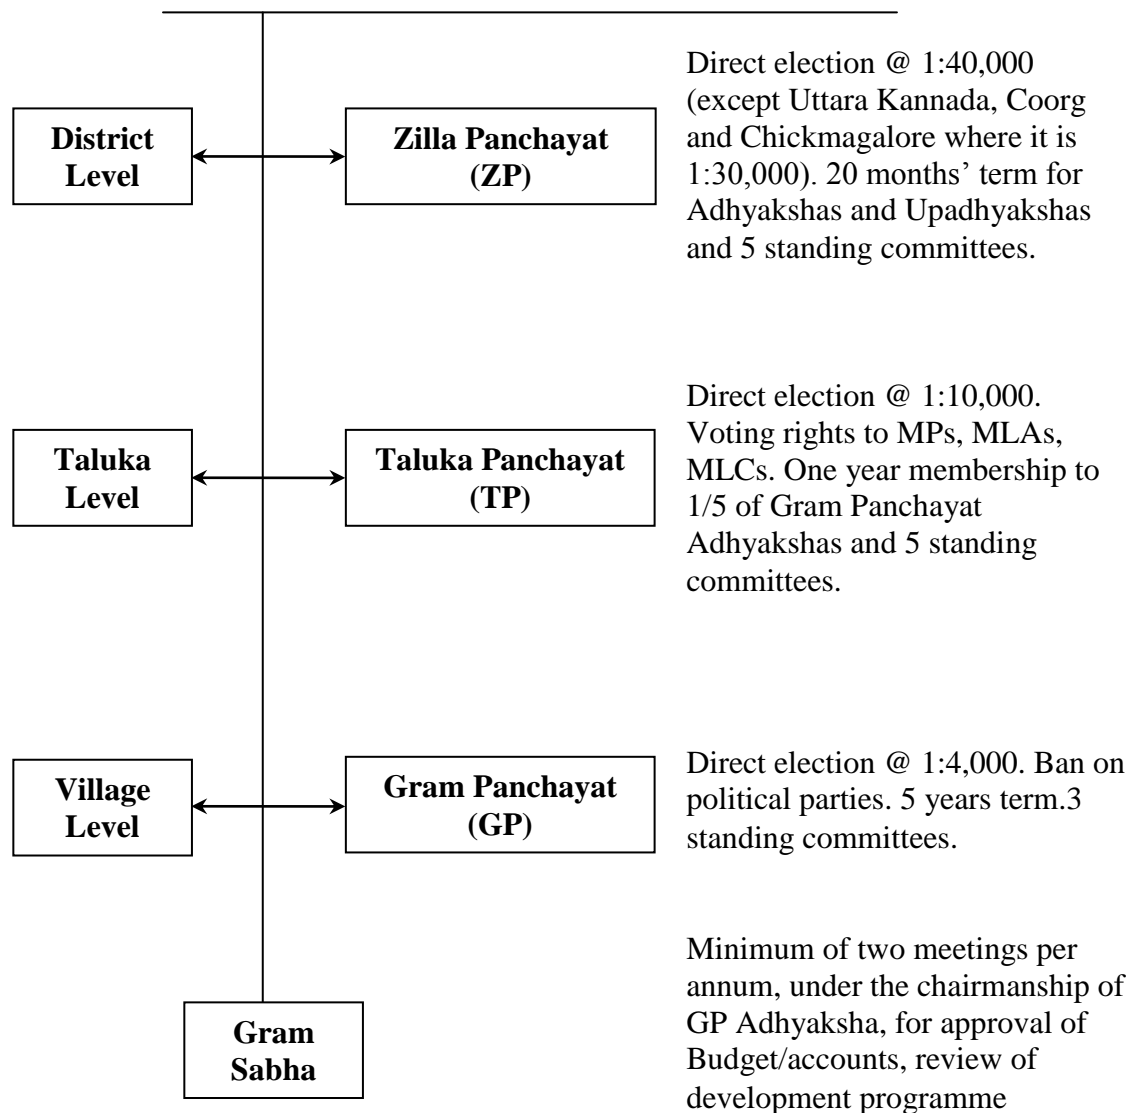 District
Level
Zilla Panchayat
(ZP)
Direct election @ 1:40,000
(except Uttara Kannada, Coorg
and Chickmagalore where it is
1:30,000). 20 months’ term for
Adhyakshas and Upadhyakshas
and 5 standing committees.
Taluka
Level
Taluka Panchayat
(TP)
Direct election @ 1:10,000.
Voting rights to MPs, MLAs,
MLCs. One year membership to
1/5 of Gram Panchayat
Adhyakshas and 5 standing
committees.
Village
Level
Gram Panchayat
(GP)
Direct election @ 1:4,000. Ban on
political parties. 5 years term.3
standing committees.
Gram
Sabha
Minimum of two meetings per
annum, under the chairmanship of
GP Adhyaksha, for approval of
Budget/accounts, review of
development programme